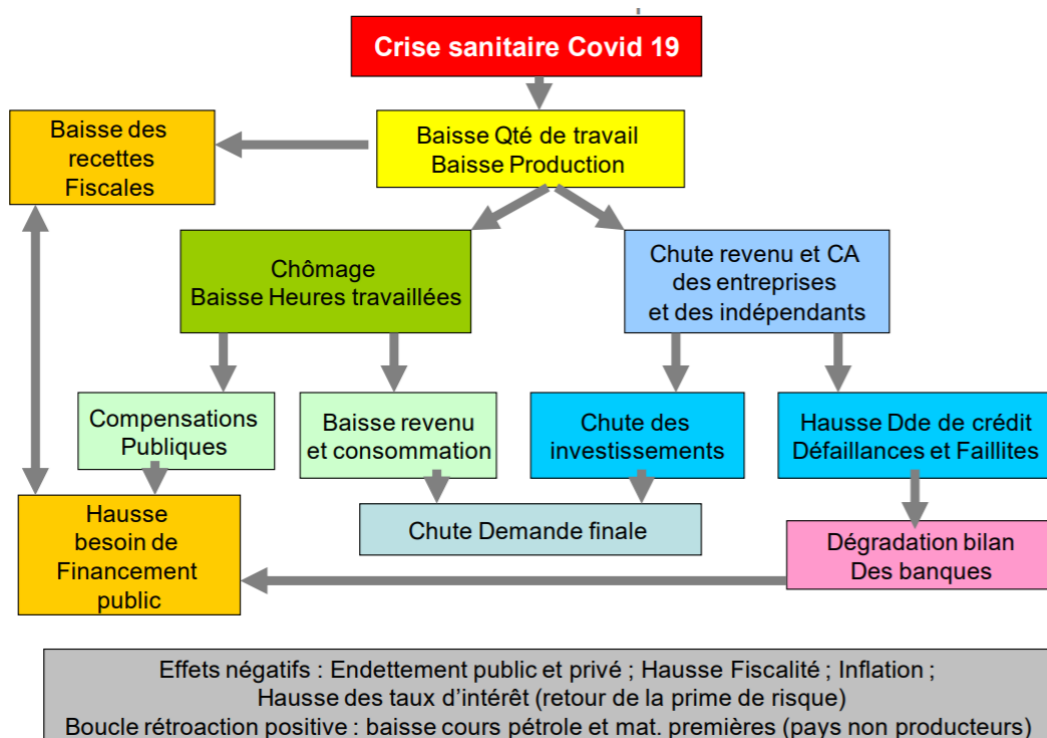 Crise sanitaire Covid 19
Baisse des
recettes
Fiscales
Baisse Qté de travail
Baisse Production
Chômage
Baisse Heures travaillées
Chute revenu et CA
des entreprises
et des indépendants
Compensations
Publiques
Baisse revenu
et consommation
Chute des
investissements
Hausse Dde de crédit
Défaillances et Faillites
Hausse
besoin de
Financement
public
Chute Demande finale
Dégradation bilan
Des banques
Effets négatifs : Endettement public et privé ; Hausse Fiscalité ; Inflation ;
Hausse des taux d'intérêt (retour de la prime de risque)
Boucle rétroaction positive : baisse cours pétrole et mat. premières (pays non producteurs)